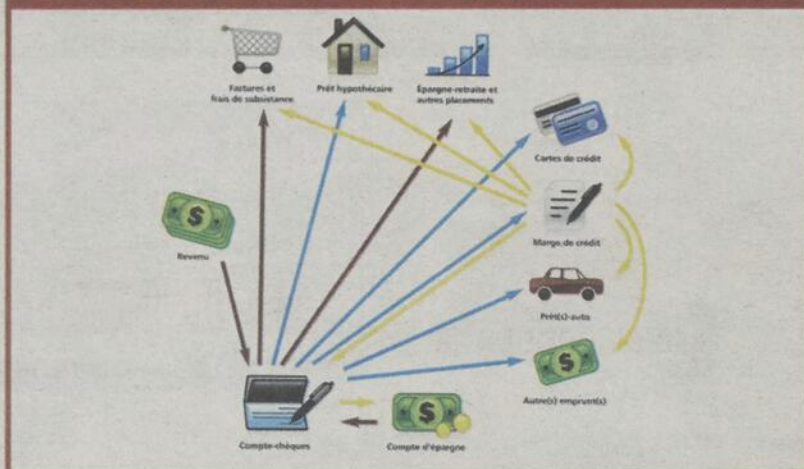 Factures et
frais de subsistance
Prêt hypothécaire
Épargne-retraite et
autres placements
Cartes de crédit
Marge de crédit
Revenu
Prêt(s)-auto
Autre(s) emprunt(s)
Compte-chèques
Compte d'épargne